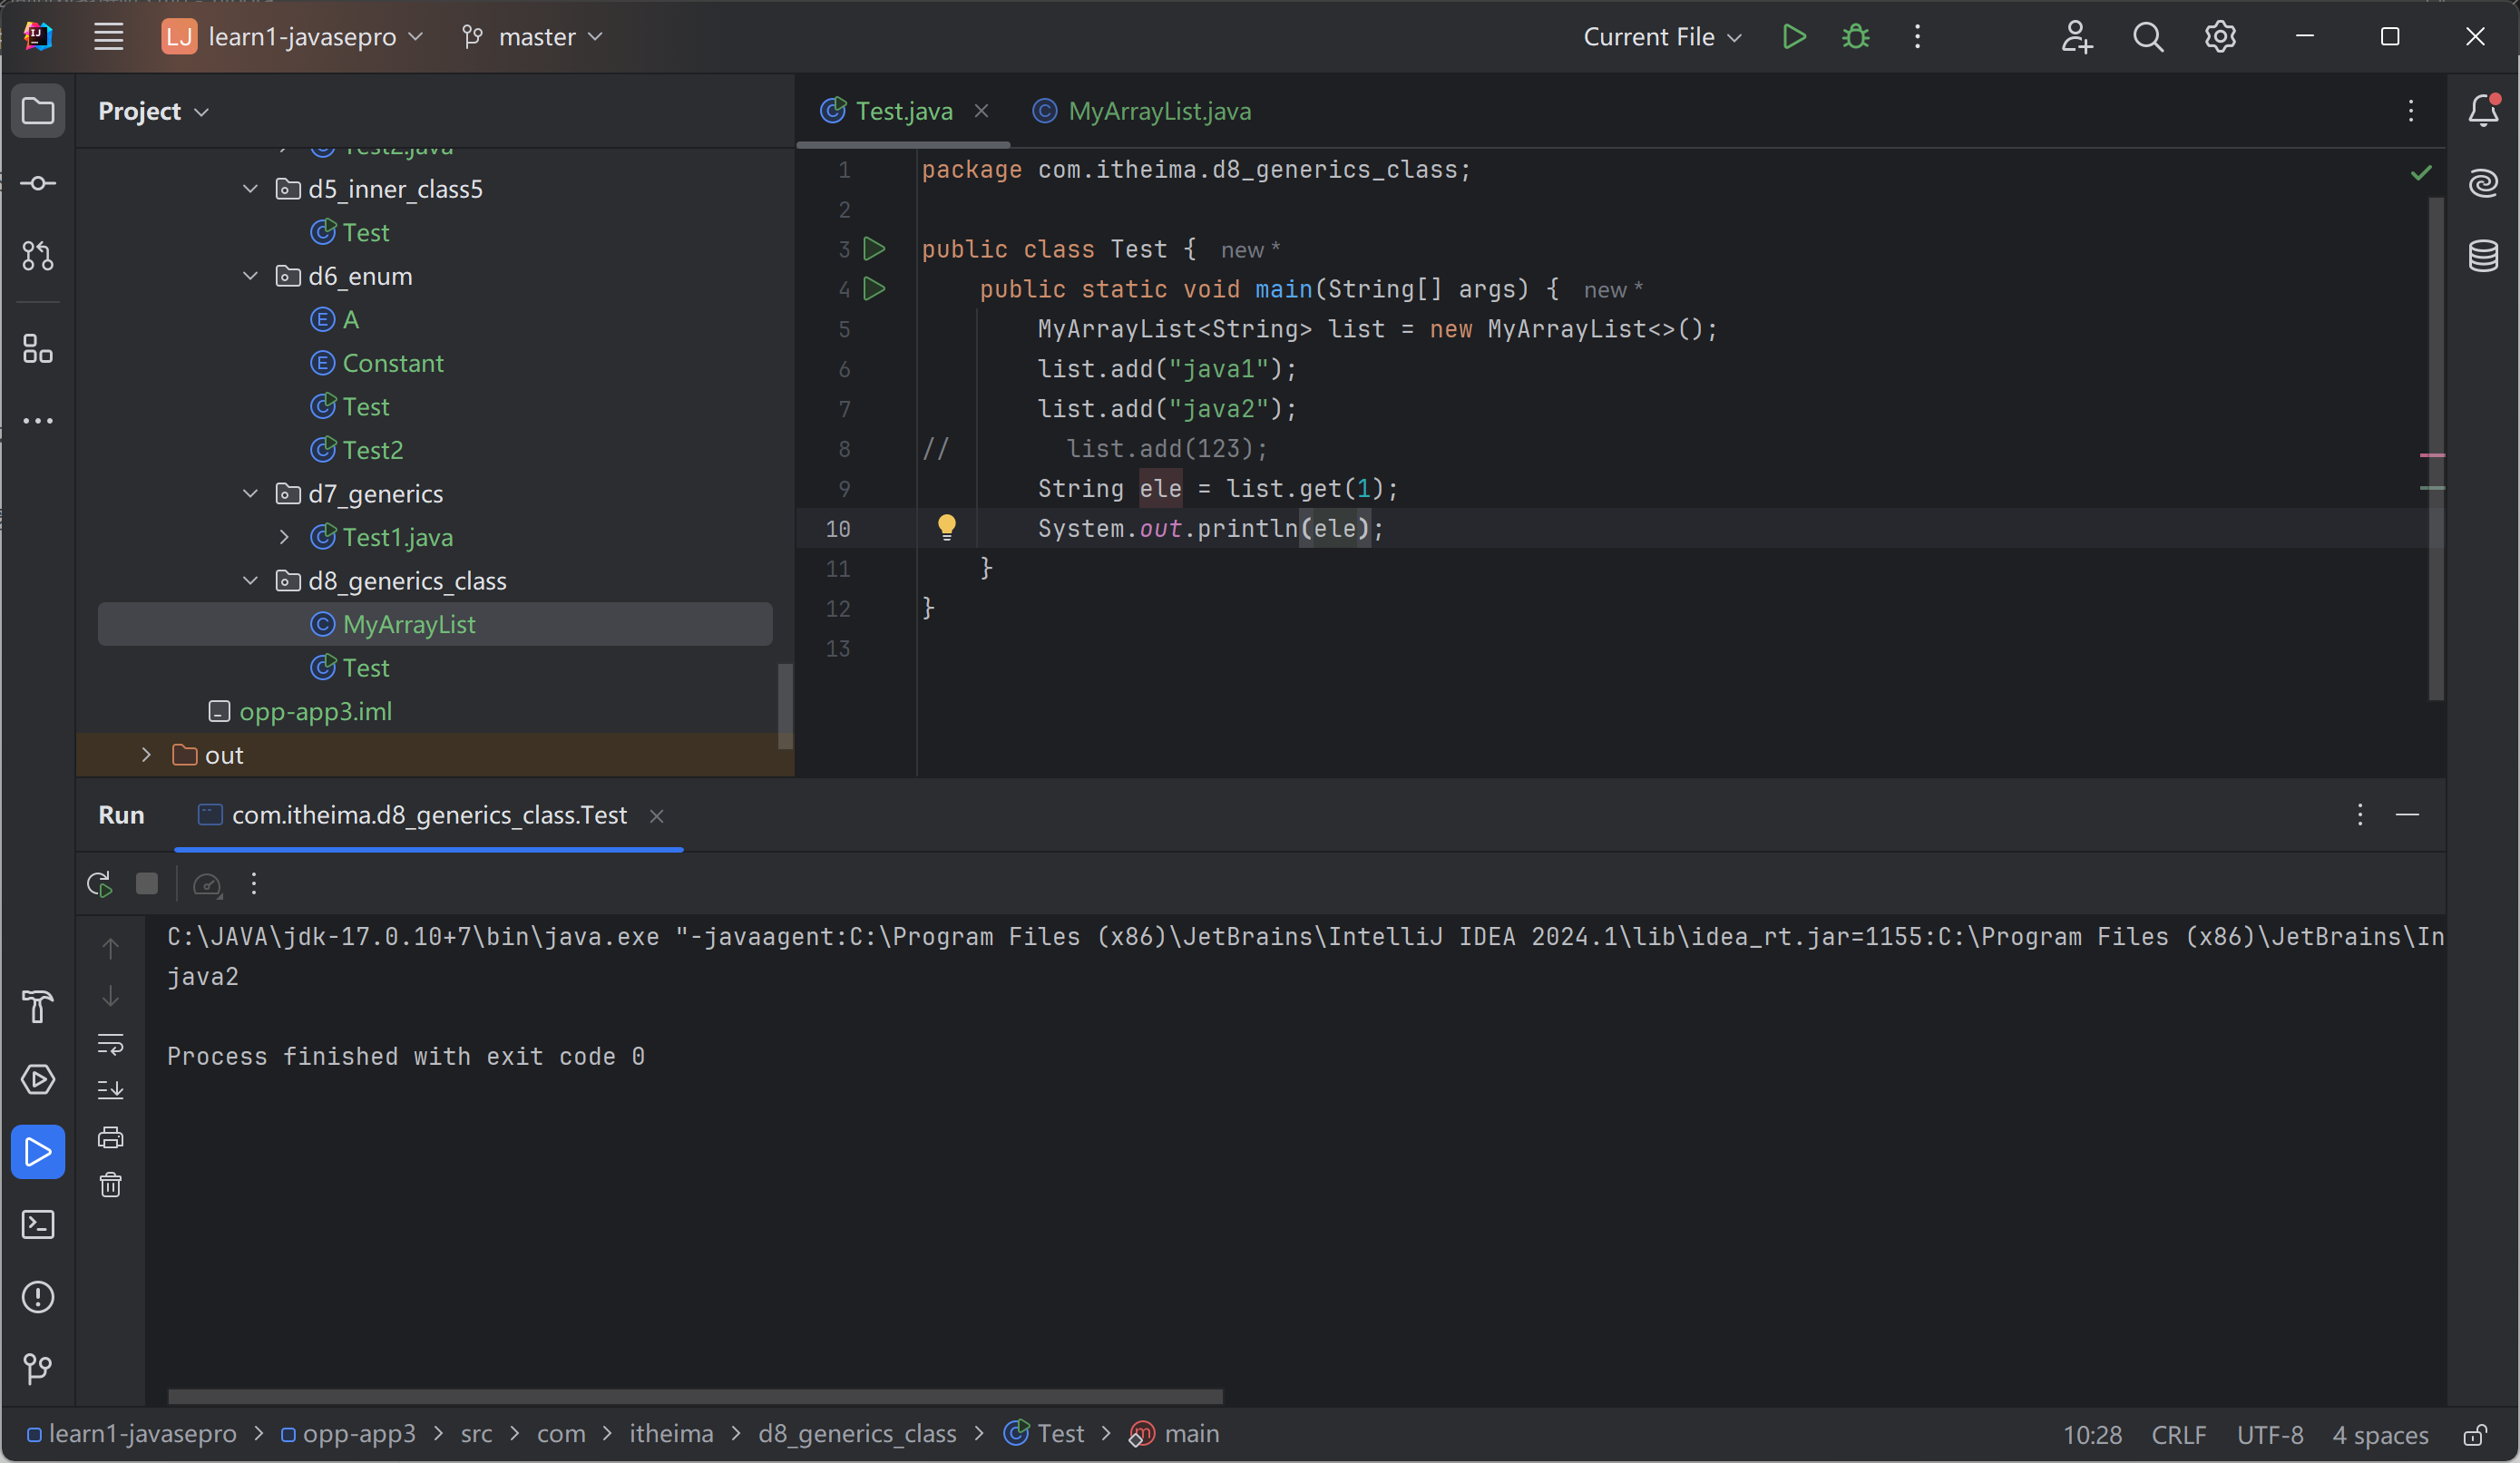 LJ learn1-javasepro master Current File
Project
Test2.java
d5_inner_class5
Test
d6_enum
A
Constant
Test
Test2
d7_generics
Test1.java
d8_generics_class
MyArrayList
Test
opp-app3.iml
out
Test.java MyArrayList.java
1 package com.itheima.d8_generics_class;
2
3 public class Test { new *
4 public static void main(String[] args) { new *
5 MyArrayList<String> list = new MyArrayList<>();
6 list.add("java1");
7 list.add("java2");
8 // list.add(123);
9 String ele = list.get(1);
10 System.out.println(ele);
11 }
12 }
13
Run com.itheima.d8_generics_class.Test
C:\JAVA\jdk-17.0.10+7\bin\java.exe "-javaagent:C:\Program Files (x86)\JetBrains\IntelliJ IDEA 2024.1\lib\idea_rt.jar=1155:C:\Program Files (x86)\JetBrains\In
java2
Process finished with exit code 0
learn1-javasepro > opp-app3 > src > com > itheima > d8_generics_class > Test > main 10:28 CRLF UTF-8 4 spaces